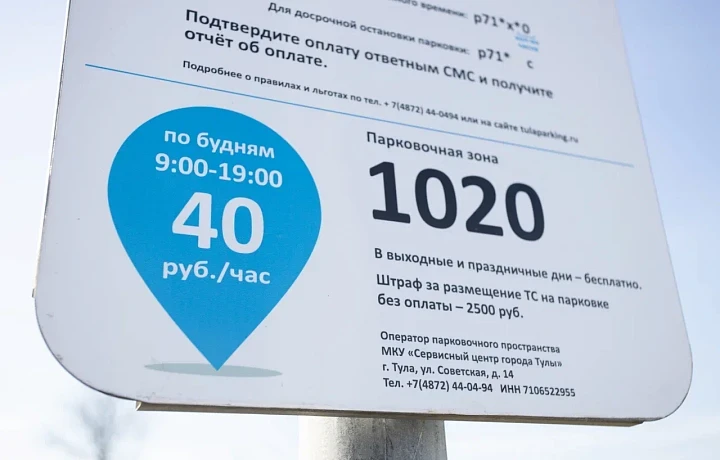 времени: р71*х*0
Для досрочной остановки парковки: р71* с
Подтвердите оплату ответным СМС и получите
отчёт об оплате.
Подробнее о правилах и льготах по тел. + 7(4872) 44-0494 или на сайте tulaparking.ru
по будням
9:00-19:00
40
руб./час
Парковочная зона
1020
В выходные и праздничные дни – бесплатно.
Штраф за размещение ТС на парковке
без оплаты – 2500 руб.
Оператор парковочного пространства
МКУ «Сервисный центр города Тулы»
г. Тула, ул. Советская, д. 14
Тел. +7(4872) 44-04-94 ИНН 7106522955